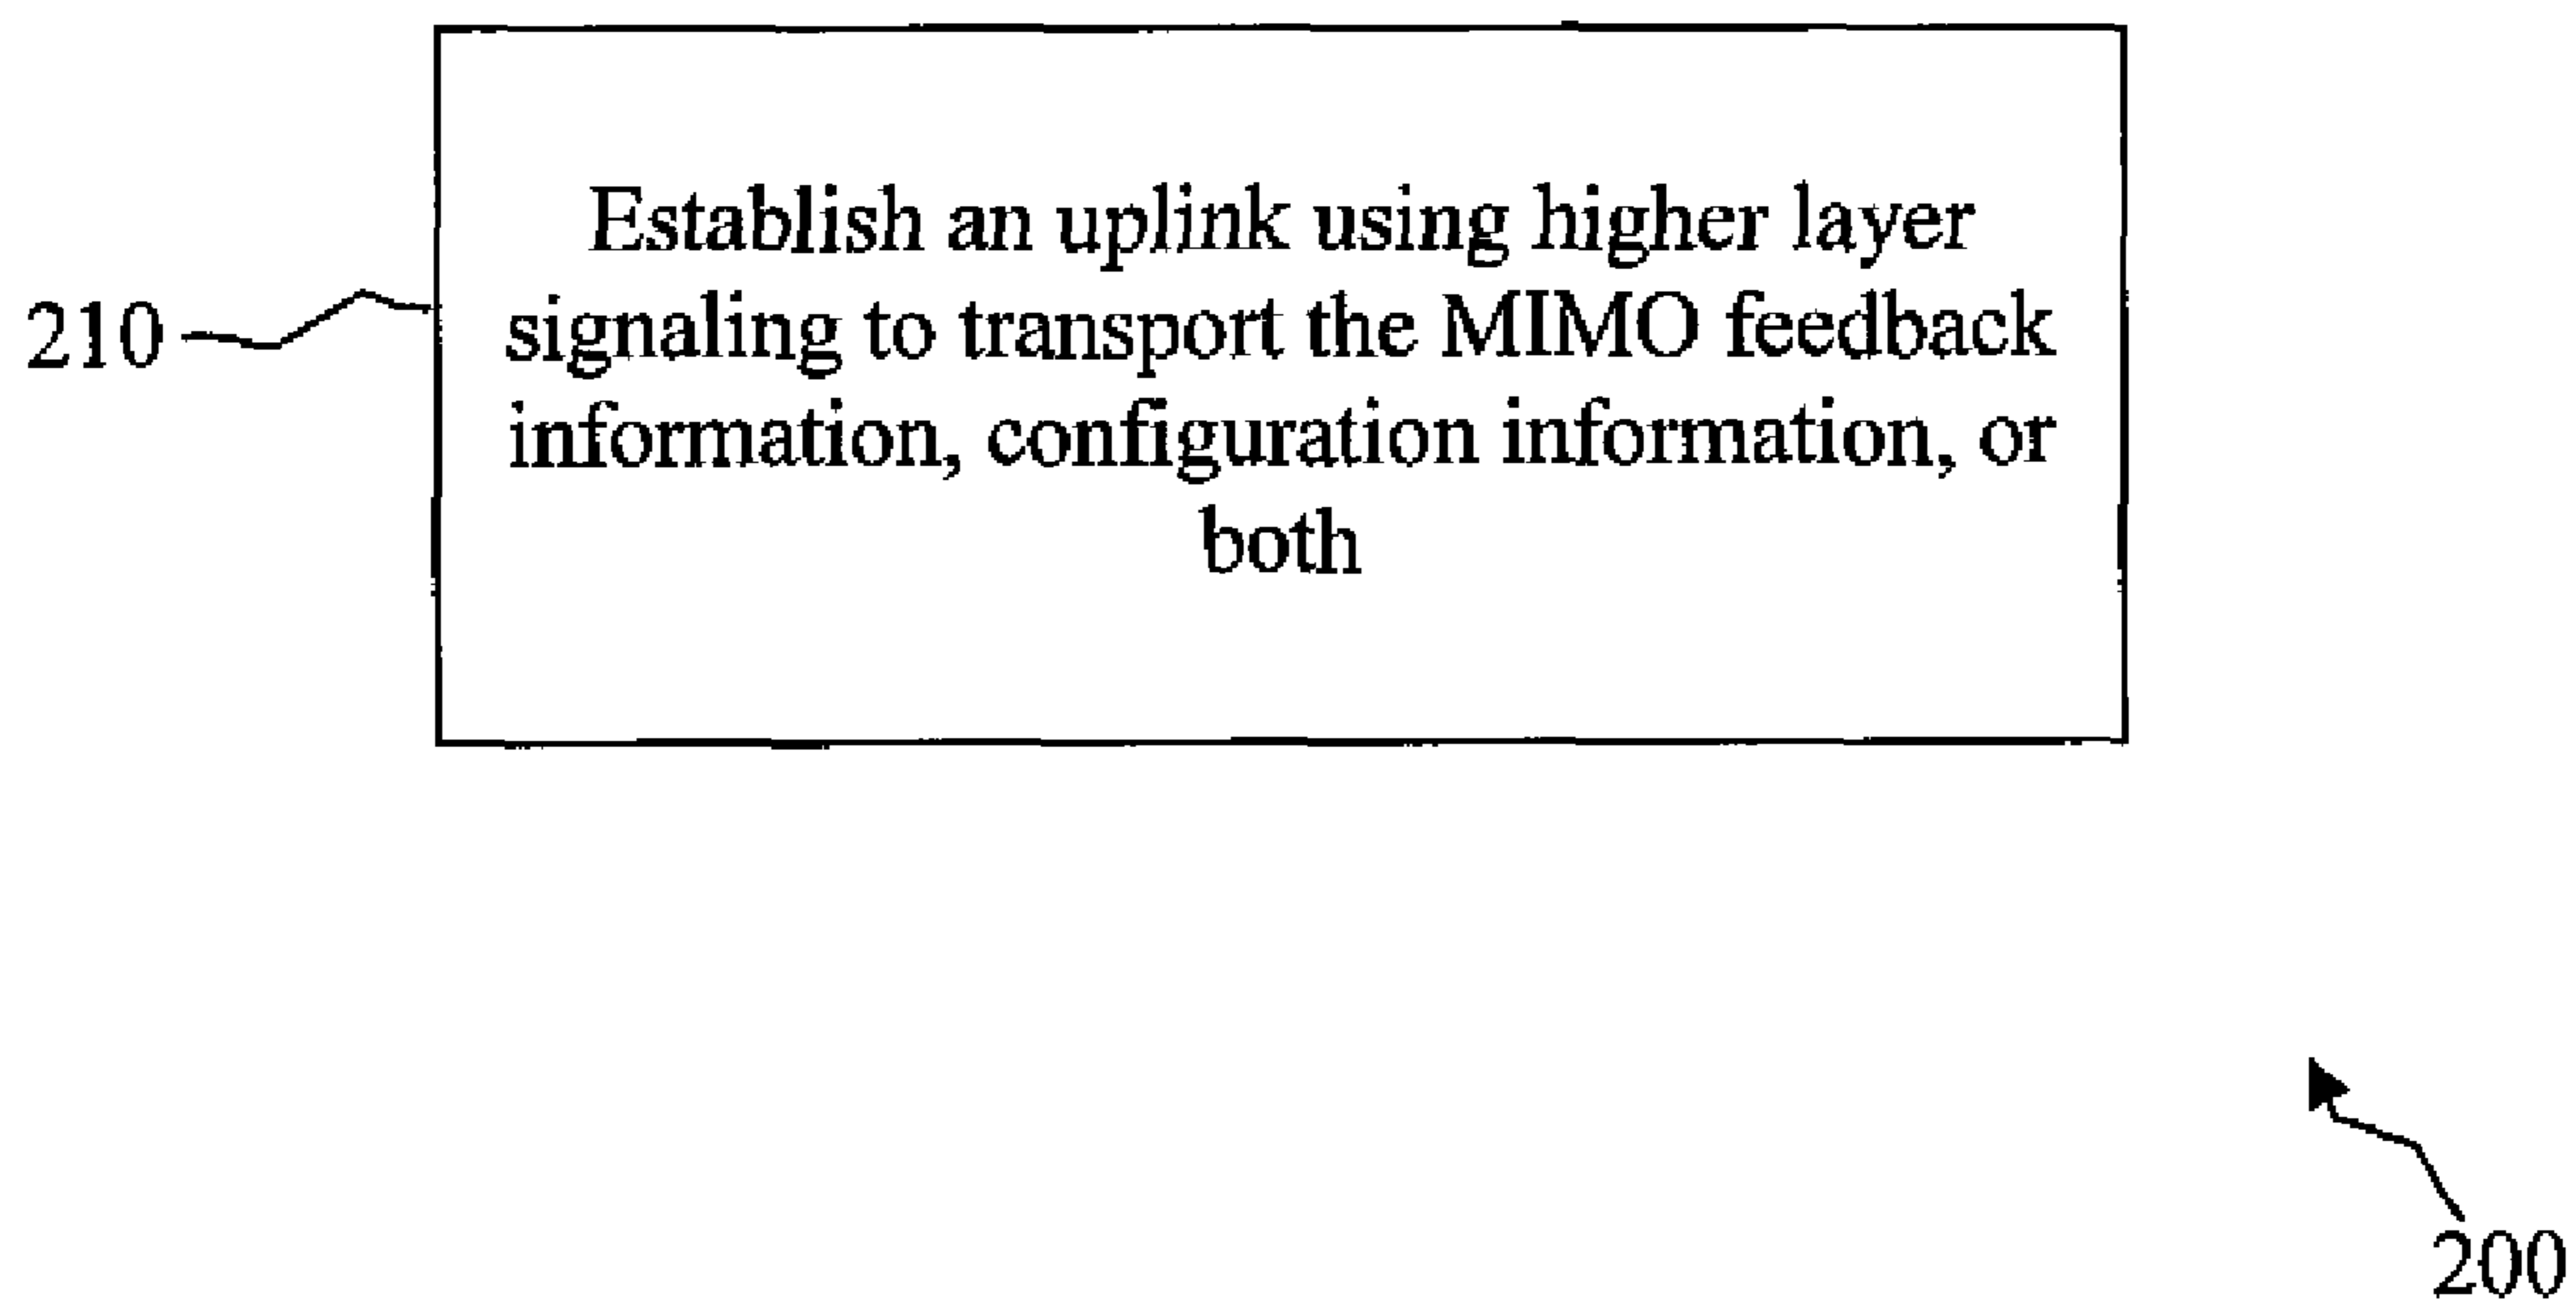 Establish an uplink using higher layer
signaling to transport the MIMO feedback
information, configuration information, or
both
210
200